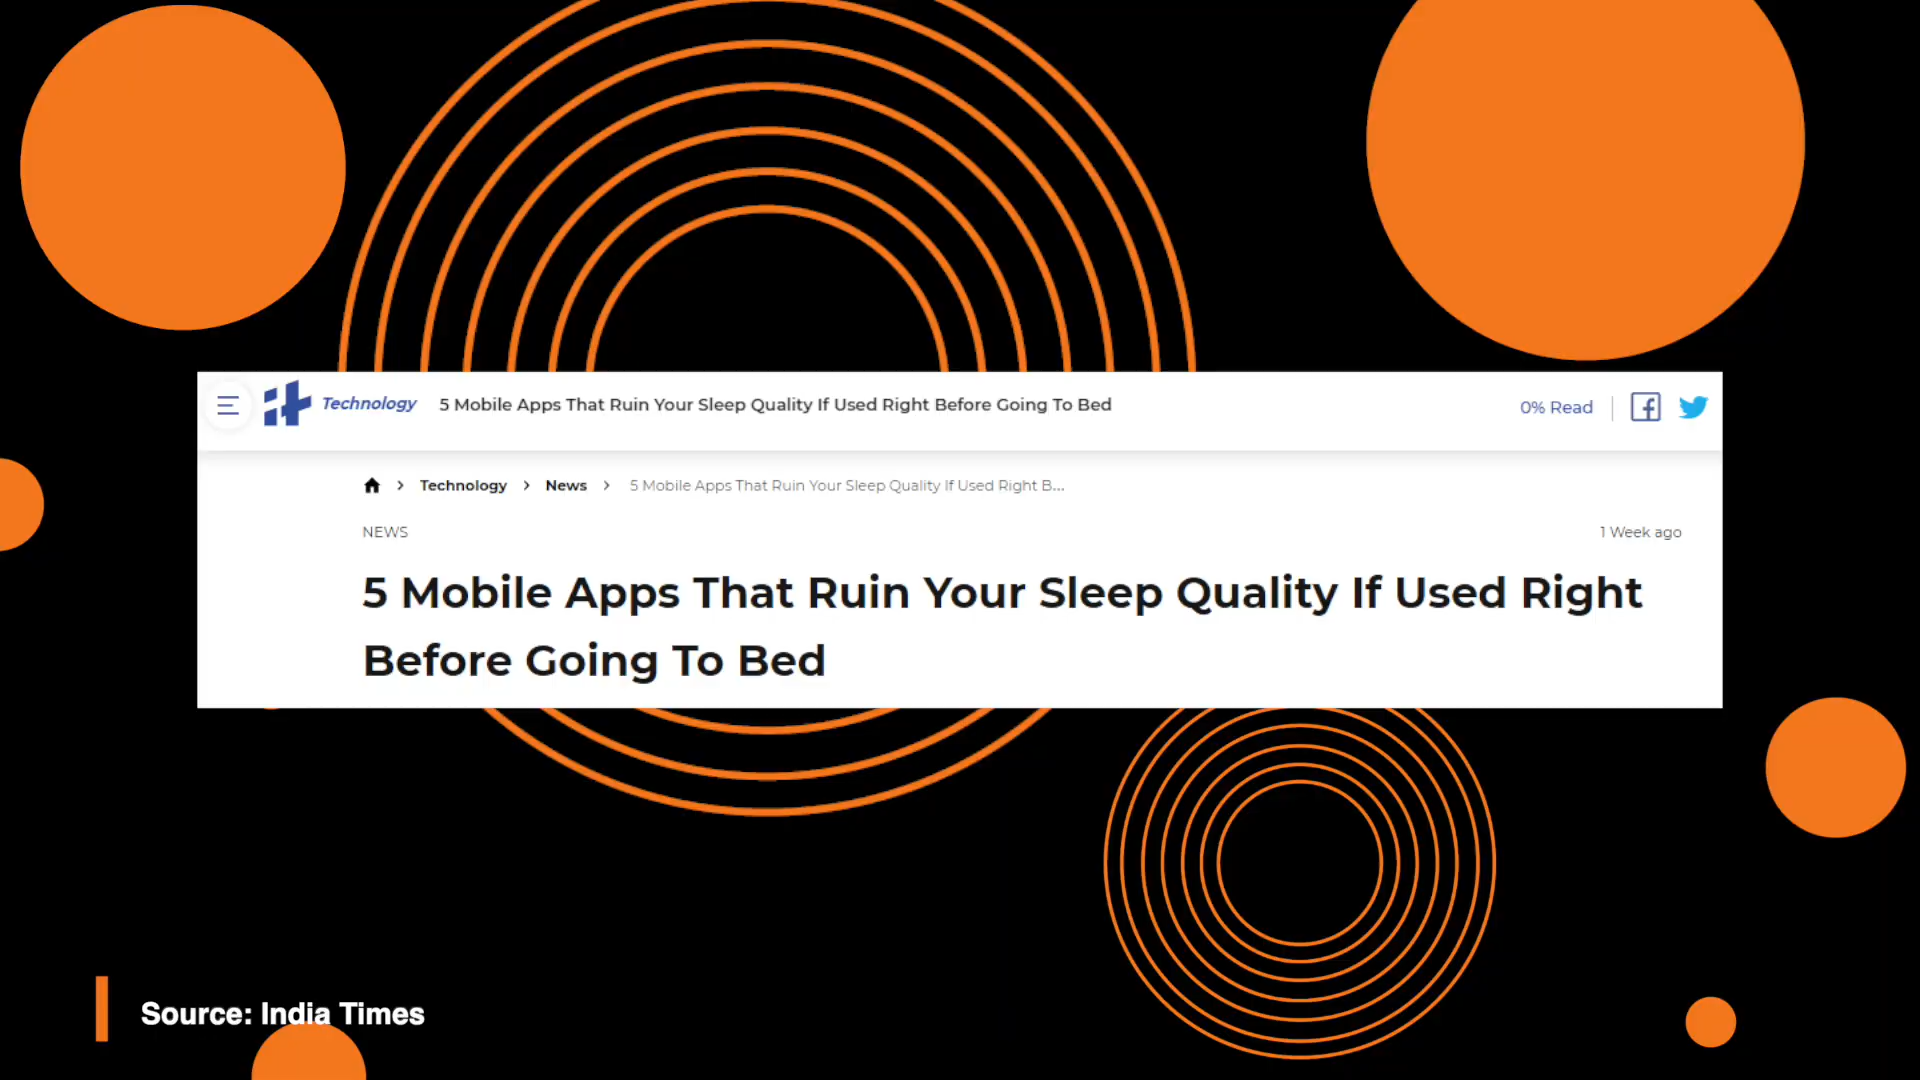 it Technology 5 Mobile Apps That Ruin Your Sleep Quality If Used Right Before Going To Bed 0% Read
Technology > News > 5 Mobile Apps That Ruin Your Sleep Quality If Used Right B...
NEWS 1 Week ago
5 Mobile Apps That Ruin Your Sleep Quality If Used Right
Before Going To Bed
Source: India Times